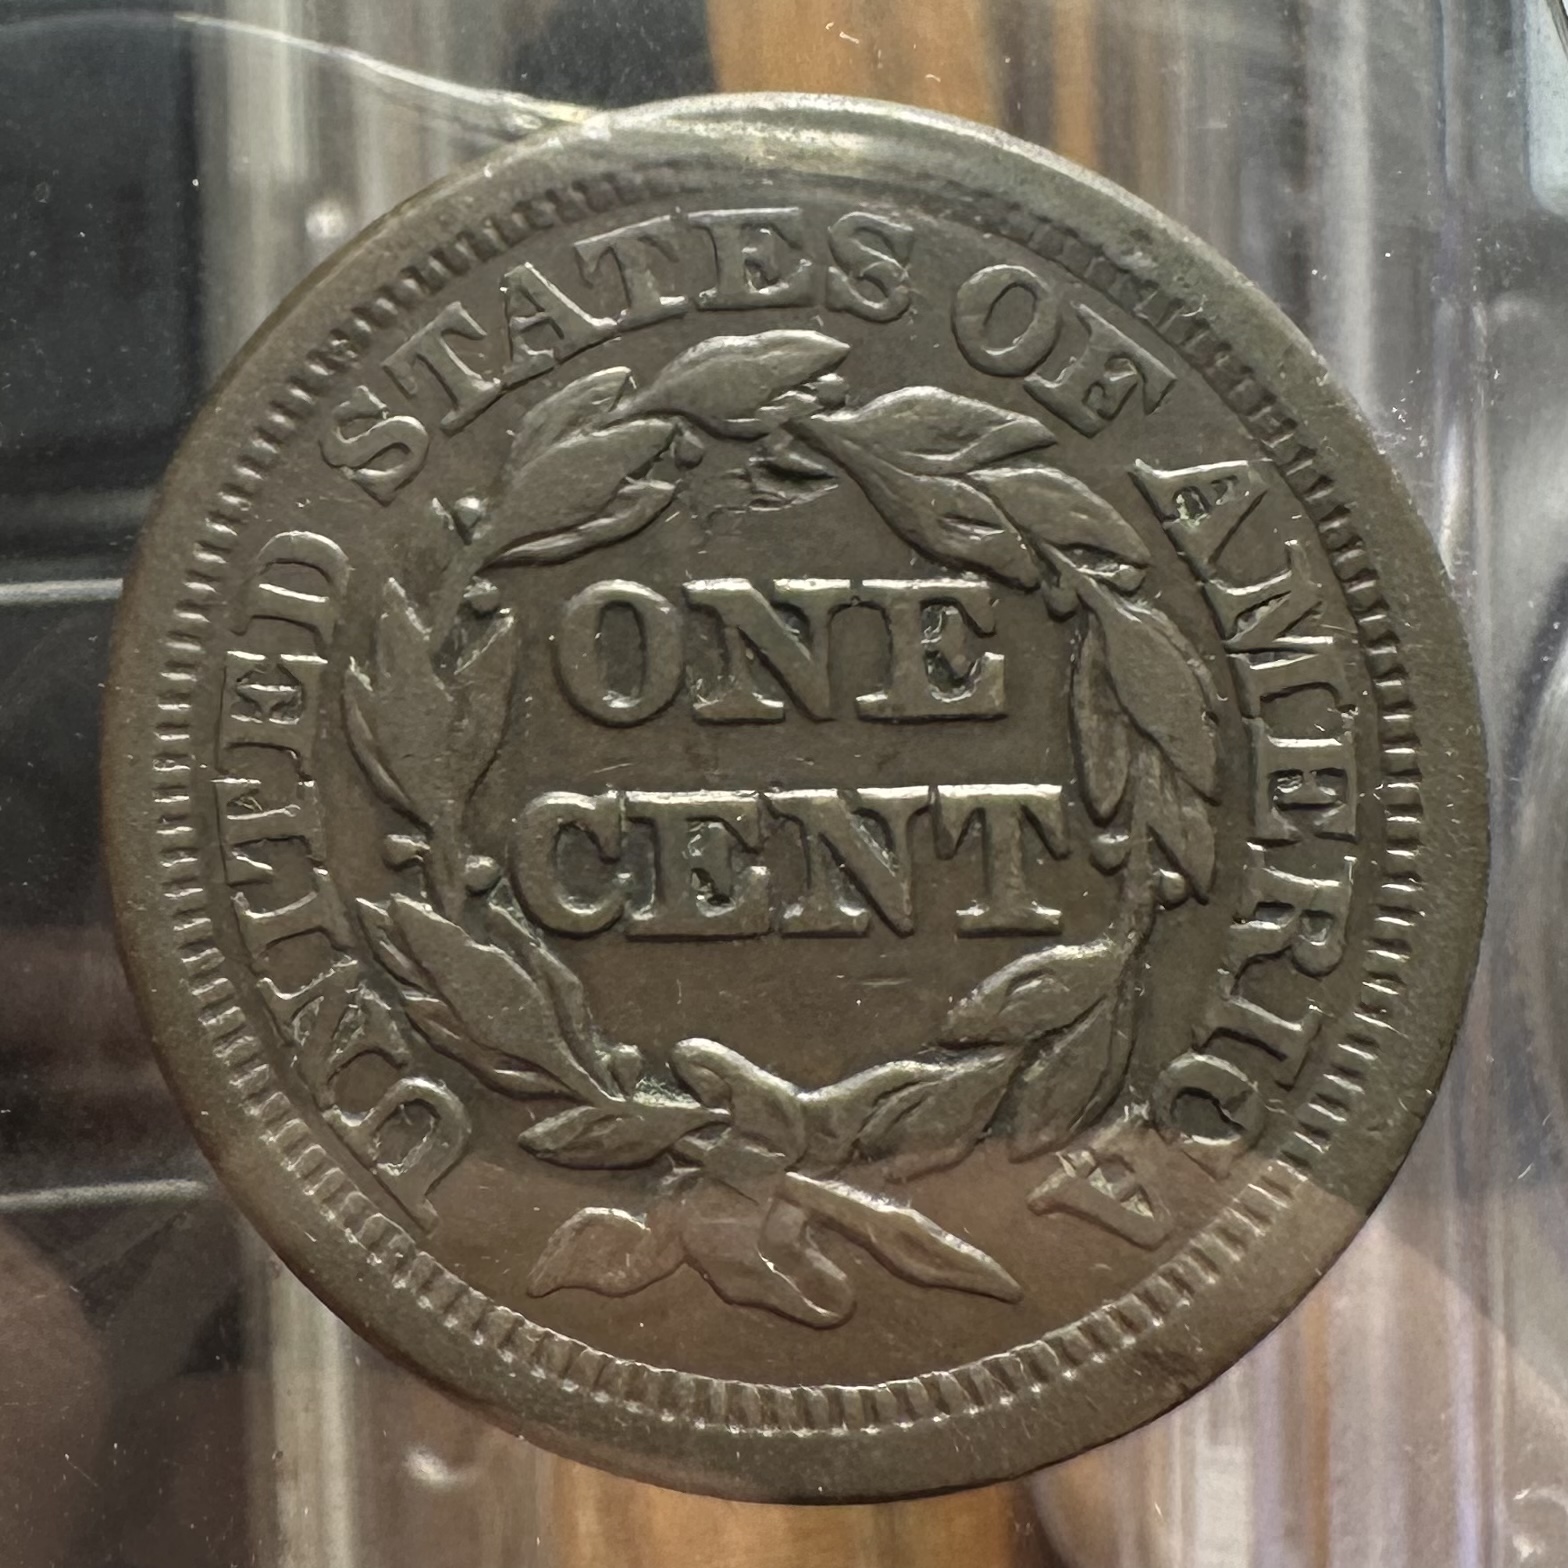 UNITED STATES OF AMERICA
ONE
CENT